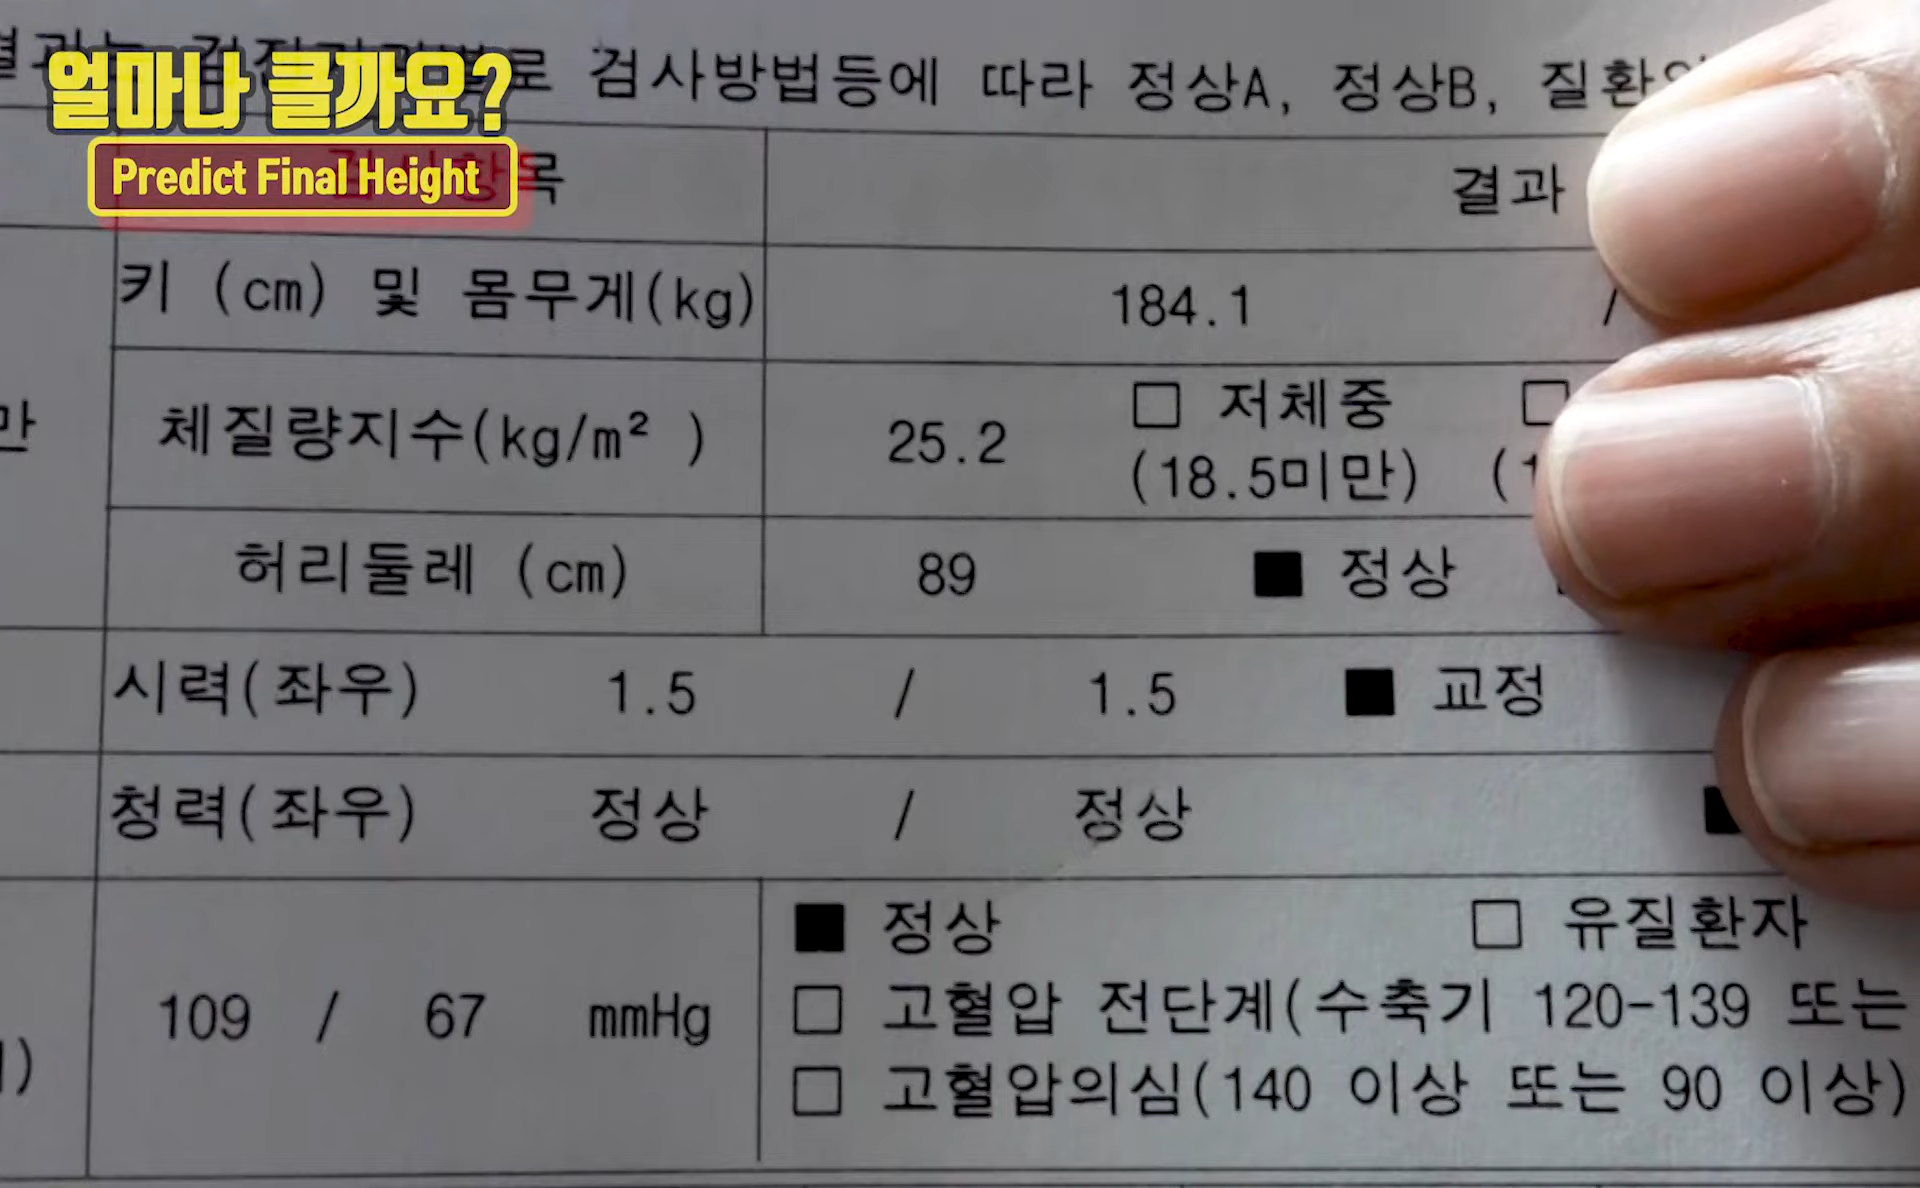 얼마나 클까요?
Predict Final Height
로 검사방법등에 따라 정상A, 정상B,
결과
키 (cm) 및 몸무게(kg) 184.1 /
체질량지수(kg/m² ) 25.2 □ 저체중 □
(18.5미만) (1
허리둘레 (cm) 89 ■ 정상
시력(좌우) 1.5 / 1.5 ■ 교정
청력(좌우) 정상 / 정상 ■
■ 정상 □ 유질환자
109 / 67 mmHg □ 고혈압 전단계(수축기 120-139 또는
□ 고혈압의심(140 이상 또는 90 이상)